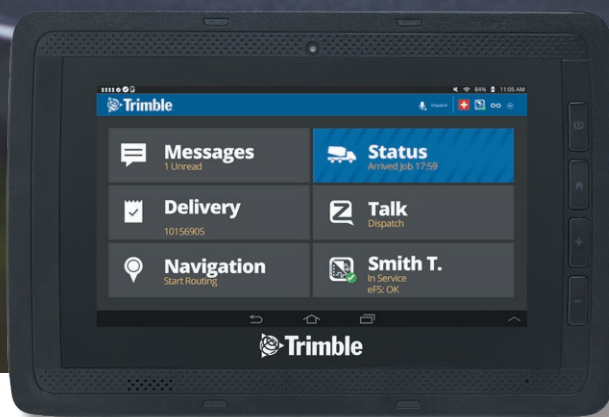 84% 11:05 AM
Trimble
Dispatch
Messages
1 Unread
Status
Arrived Job 17:59
Delivery
10156905
Z Talk
Dispatch
Navigation
Start Routing
Smith T.
In Service
eFS: OK
Trimble